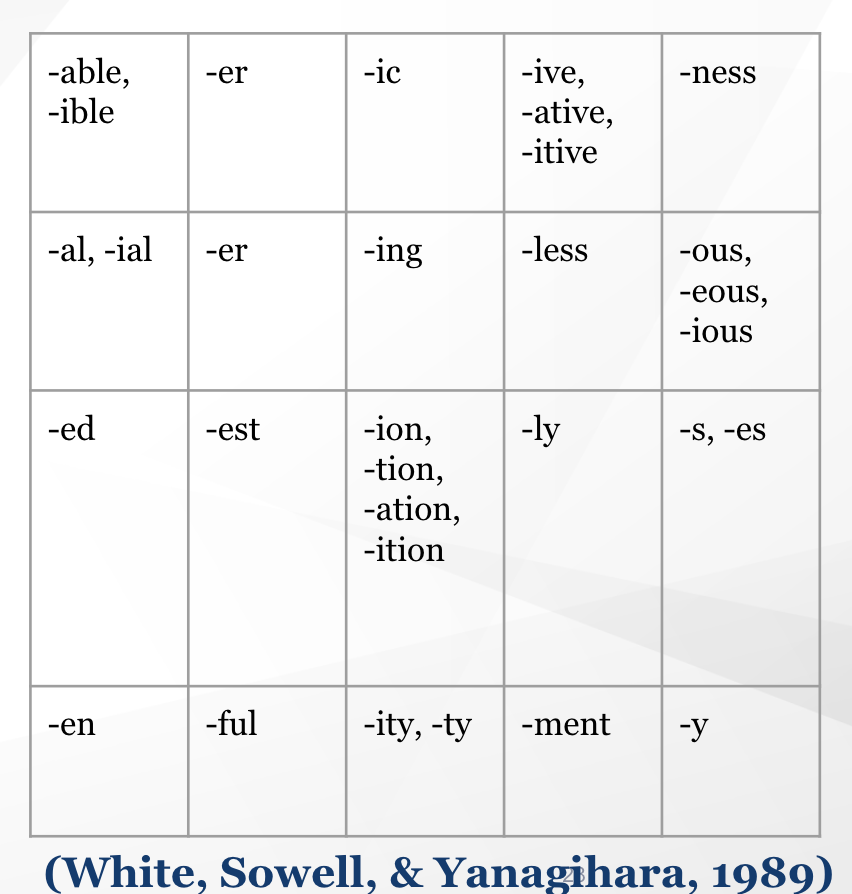 -able,
-ible
-er
-ic
-ive,
-ative,
-itive
-ness
-al, -ial
-er
-ing
-less
-ous,
-eous,
-ious
-ed
-est
-ion,
-tion,
-ation,
-ition
-ly
-s, -es
-en
-ful
-ity, -ty
-ment
-y
(White, Sowell, & Yanagihara, 1989)